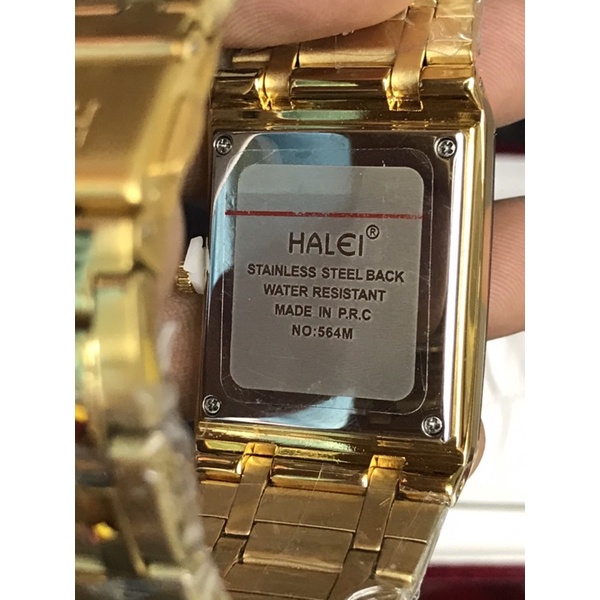 HALEI®
STAINLESS STEEL BACK
WATER RESISTANT
MADE IN P.R.C
NO:564M